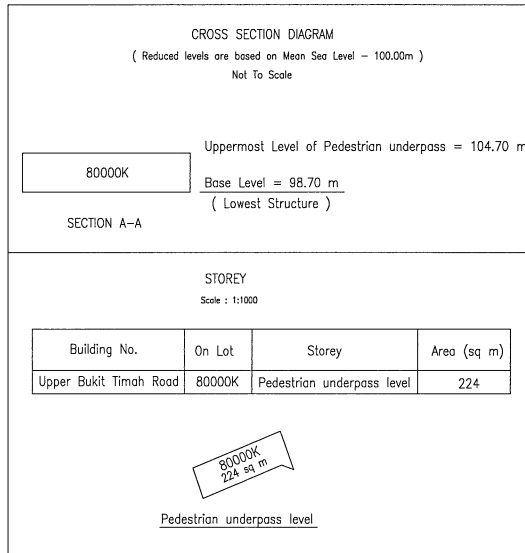 CROSS SECTION DIAGRAM
( Reduced levels are based on Mean Sea Level - 100.00m )
Not To Scale
Uppermost Level of Pedestrian underpass = 104.70 m
80000K
Base Level = 98.70 m
( Lowest Structure )
SECTION A-A
STOREY
Scale : 1:1000
Building No. On Lot Storey Area (sq m)
Upper Bukit Timah Road 80000K Pedestrian underpass level 224
80000K
224 sq m
Pedestrian underpass level